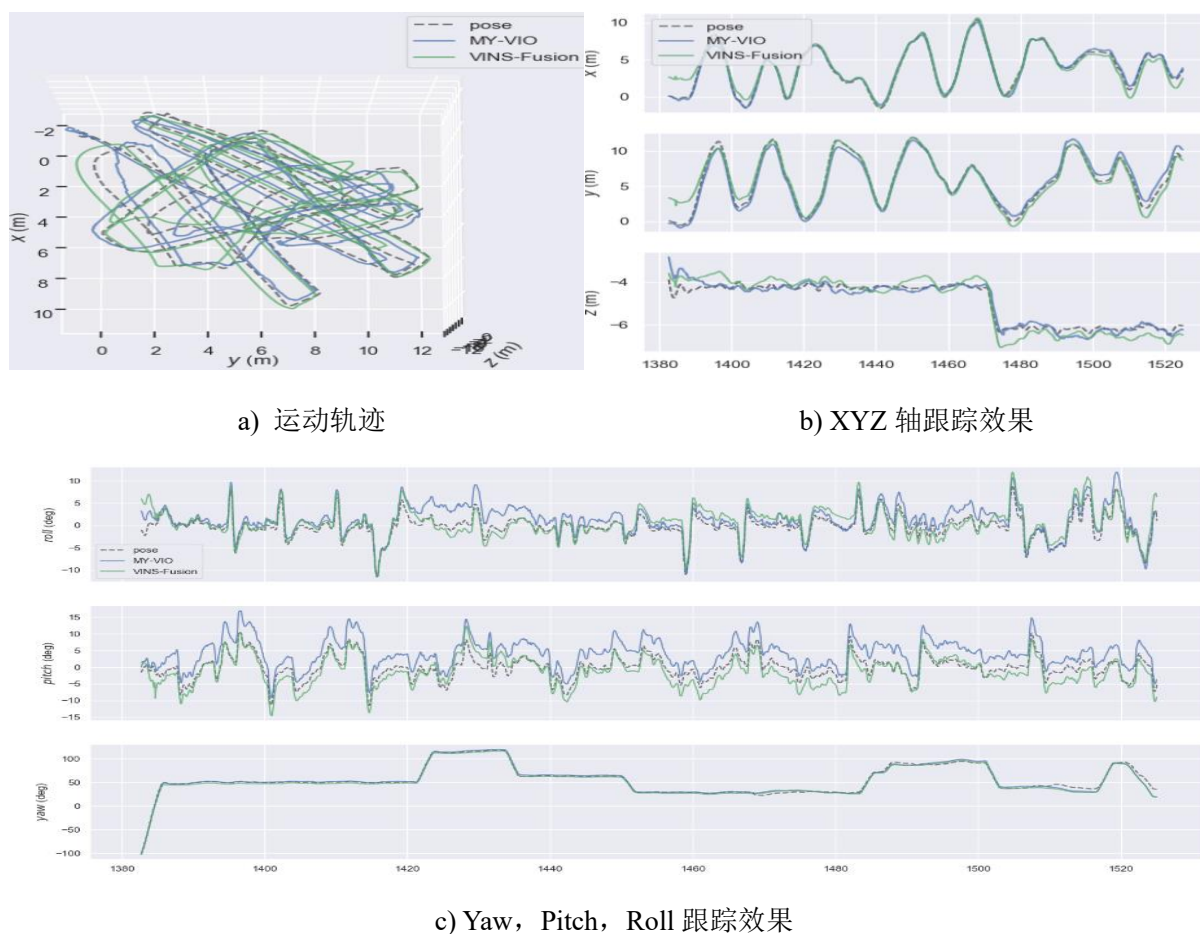 pose
MY-VIO
VINS-Fusion
−2
0
2
4
6
8
10
x (m)
0 2 4 6 8 10 12
y (m)
z (m)
pose
MY-VIO
VINS-Fusion
10
5
0
x (m)
10
5
0
y (m)
−4
−6
z (m)
1380 1400 1420 1440 1460 1480 1500 1520
a) 运动轨迹
b) XYZ 轴跟踪效果
10
5
0
−5
−10
roll (deg)
pose
MY-VIO
VINS-Fusion
15
10
5
0
−5
−10
−15
pitch (deg)
100
50
0
−50
−100
yaw (deg)
1380 1400 1420 1440 1460 1480 1500 1520
c) Yaw，Pitch，Roll 跟踪效果